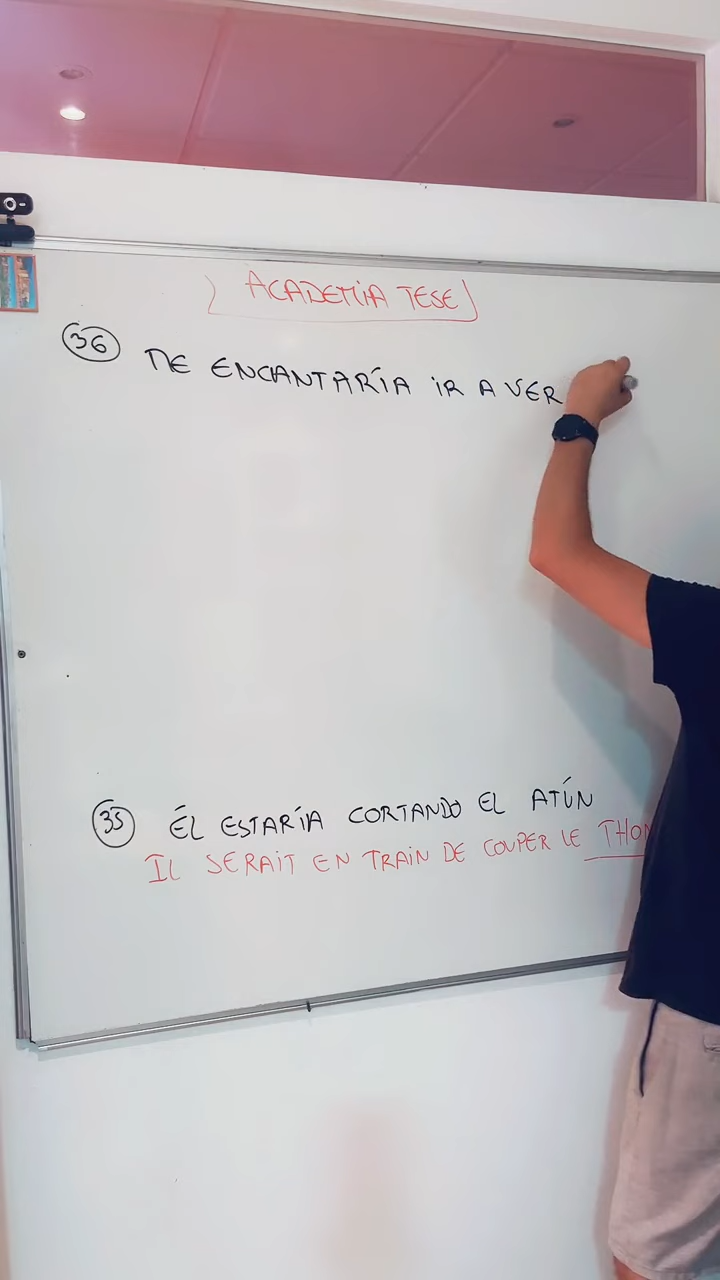 ACADEMIA TESE
36 ME ENCANTARÍA IR A VER
35 ÉL ESTARÍA CORTANDO EL ATÚN
IL SERAIT EN TRAIN DE COUPER LE THON